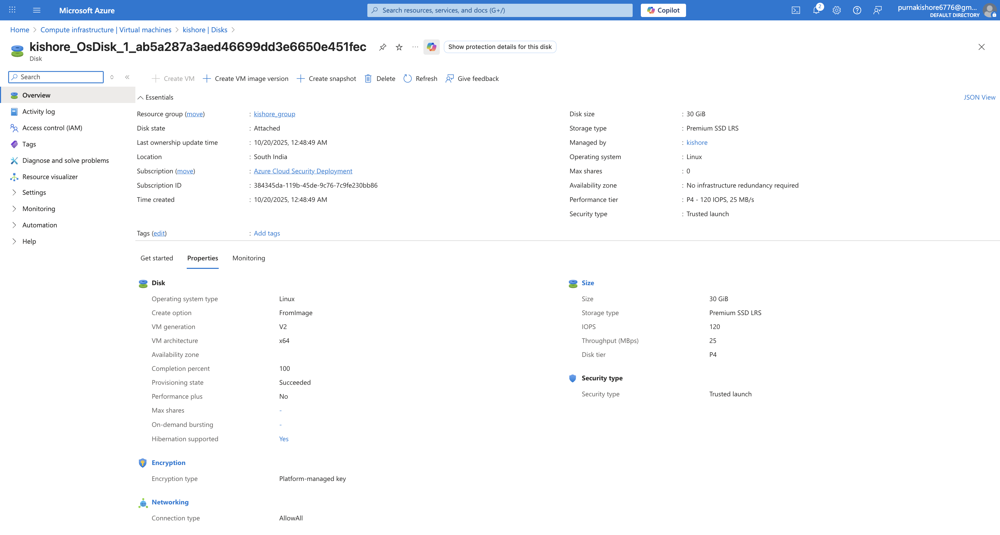 Microsoft Azure
Search resources, services, and docs (G+/)
Copilot
2
purnakishore6776@gm...
DEFAULT DIRECTORY
Home > Compute infrastructure | Virtual machines > kishore | Disks >
kishore_OsDisk_1_ab5a287a3aed46699dd3e6650e451fec
Show protection details for this disk
Disk
Search
Create VM
Create VM image version
Create snapshot
Delete
Refresh
Give feedback
Overview
Activity log
Access control (IAM)
Tags
Diagnose and solve problems
Resource visualizer
Settings
Monitoring
Automation
Help
Essentials
JSON View
Resource group (move) : kishore_group
Disk state : Attached
Last ownership update time : 10/20/2025, 12:48:49 AM
Location : South India
Subscription (move) : Azure Cloud Security Deployment
Subscription ID : 384345da-119b-45de-9c76-7c9fe230bb86
Time created : 10/20/2025, 12:48:49 AM
Disk size : 30 GiB
Storage type : Premium SSD LRS
Managed by : kishore
Operating system : Linux
Max shares : 0
Availability zone : No infrastructure redundancy required
Performance tier : P4 - 120 IOPS, 25 MB/s
Security type : Trusted launch
Tags (edit) : Add tags
Get started
Properties
Monitoring
Disk
Operating system type Linux
Create option FromImage
VM generation V2
VM architecture x64
Availability zone
Completion percent 100
Provisioning state Succeeded
Performance plus No
Max shares -
On-demand bursting -
Hibernation supported Yes
Encryption
Encryption type Platform-managed key
Networking
Connection type AllowAll
Size
Size 30 GiB
Storage type Premium SSD LRS
IOPS 120
Throughput (MBps) 25
Disk tier P4
Security type
Security type Trusted launch